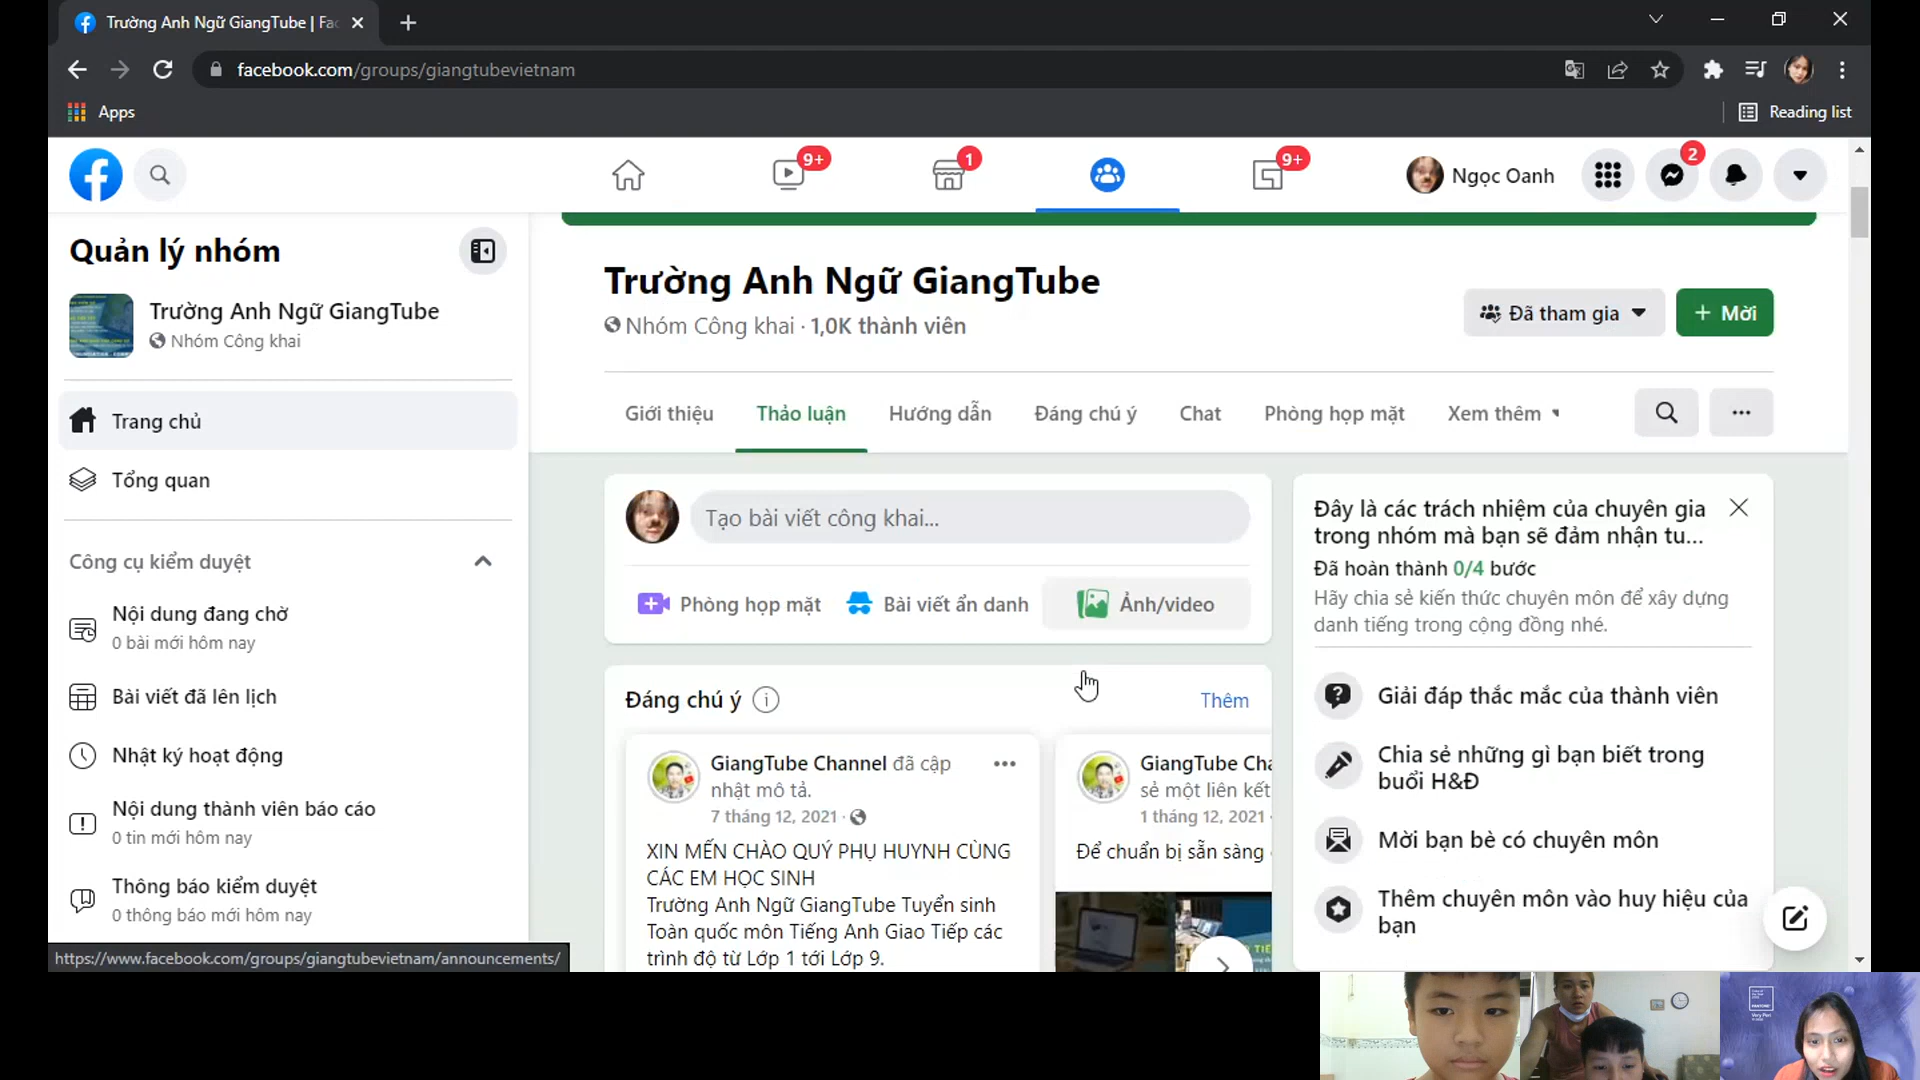 Trường Anh Ngữ GiangTube | Fac
facebook.com/groups/giangtubevietnam
Apps
Reading list
9+
1
9+
Ngọc Oanh
2
Quản lý nhóm
Trường Anh Ngữ GiangTube
Nhóm Công khai
Trang chủ
Tổng quan
Công cụ kiểm duyệt
Nội dung đang chờ
0 bài mới hôm nay
Bài viết đã lên lịch
Nhật ký hoạt động
Nội dung thành viên báo cáo
0 tin mới hôm nay
Thông báo kiểm duyệt
0 thông báo mới hôm nay
https://www.facebook.com/groups/giangtubevietnam/announcements/
Trường Anh Ngữ GiangTube
Nhóm Công khai · 1,0K thành viên
Đã tham gia
+ Mời
Giới thiệu
Thảo luận
Hướng dẫn
Đáng chú ý
Chat
Phòng họp mặt
Xem thêm
Tạo bài viết công khai...
Phòng họp mặt
Bài viết ẩn danh
Ảnh/video
Đáng chú ý
Thêm
GiangTube Channel đã cập
nhật mô tả.
7 tháng 12, 2021 ·
XIN MẾN CHÀO QUÝ PHỤ HUYNH CÙNG
CÁC EM HỌC SINH
Trường Anh Ngữ GiangTube Tuyển sinh
Toàn quốc môn Tiếng Anh Giao Tiếp các
trình độ từ Lớp 1 tới Lớp 9.
GiangTube Cha
sẻ một liên kết
1 tháng 12, 2021 ·
Để chuẩn bị sẵn sàng
Đây là các trách nhiệm của chuyên gia
trong nhóm mà bạn sẽ đảm nhận tu...
Đã hoàn thành 0/4 bước
Hãy chia sẻ kiến thức chuyên môn để xây dựng
danh tiếng trong cộng đồng nhé.
Giải đáp thắc mắc của thành viên
Chia sẻ những gì bạn biết trong
buổi H&Đ
Mời bạn bè có chuyên môn
Thêm chuyên môn vào huy hiệu của
bạn